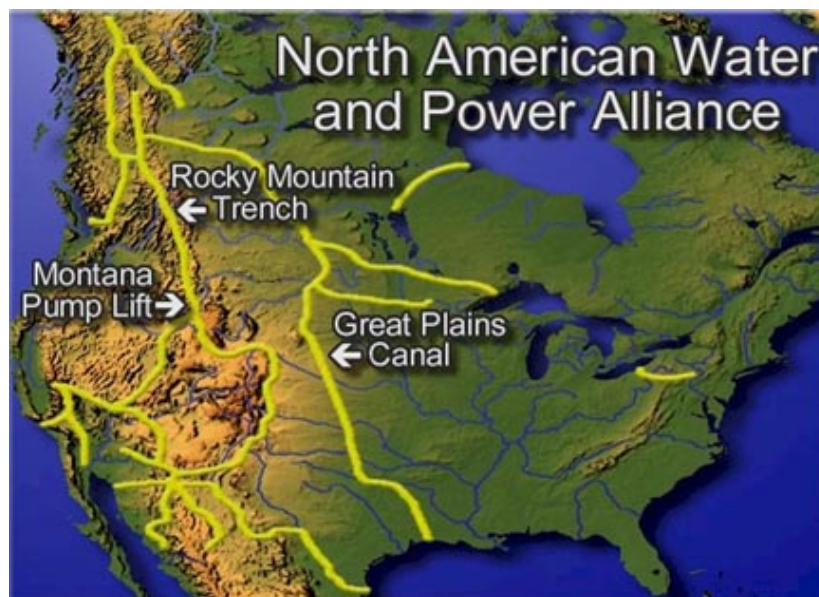 North American Water
and Power Alliance
Rocky Mountain
Trench
Montana
Pump Lift
Great Plains
Canal